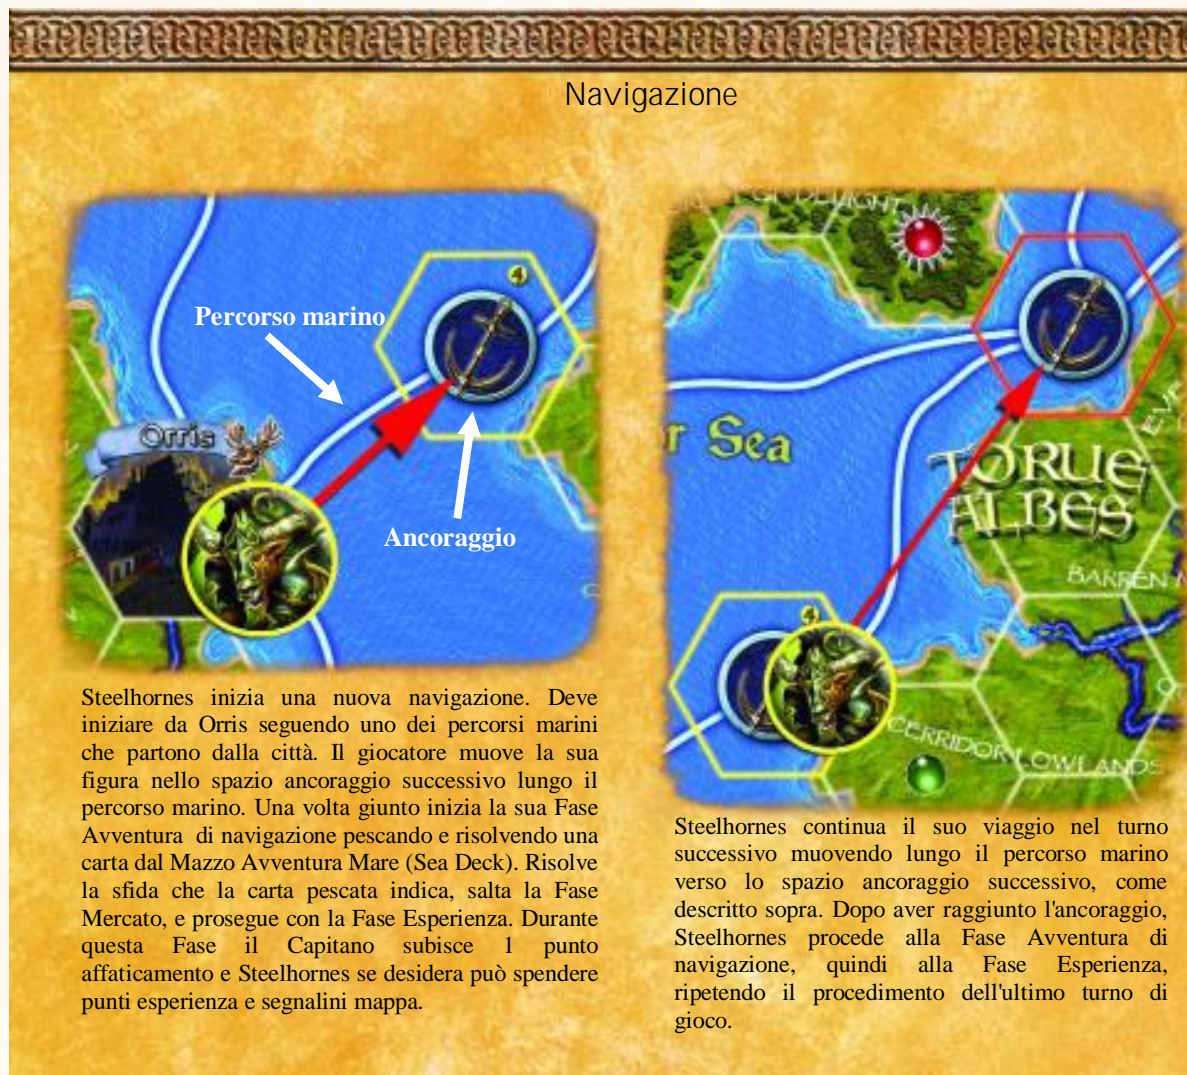 Navigazione
Percorso marino
4
Orris
Ancoraggio
Steelhornes inizia una nuova navigazione. Deve
iniziare da Orris seguendo uno dei percorsi marini
che partono dalla città. Il giocatore muove la sua
figura nello spazio ancoraggio successivo lungo il
percorso marino. Una volta giunto inizia la sua Fase
Avventura di navigazione pescando e risolvendo una
carta dal Mazzo Avventura Mare (Sea Deck). Risolve
la sfida che la carta pescata indica, salta la Fase
Mercato, e prosegue con la Fase Esperienza. Durante
questa Fase il Capitano subisce 1 punto
affaticamento e Steelhornes se desidera può spendere
punti esperienza e segnalini mappa.
DELIGHT
r Sea
TORUE
ALBES
BARREN
4
CERRIDOR LOWLANDS
Steelhornes continua il suo viaggio nel turno
successivo muovendo lungo il percorso marino
verso lo spazio ancoraggio successivo, come
descritto sopra. Dopo aver raggiunto l'ancoraggio,
Steelhornes procede alla Fase Avventura di
navigazione, quindi alla Fase Esperienza,
ripetendo il procedimento dell'ultimo turno di
gioco.